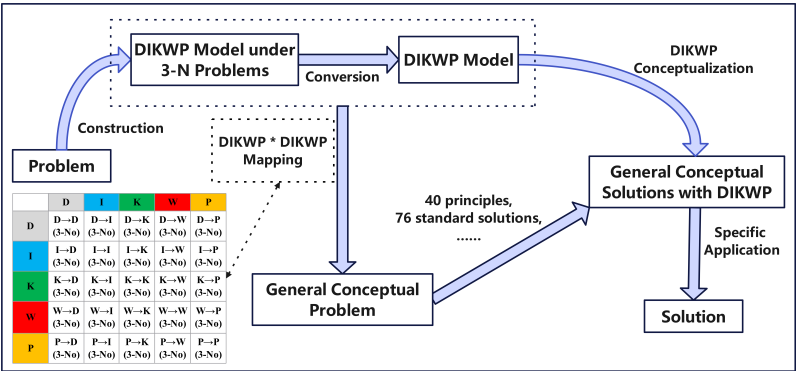 DIKWP Model under
3-N Problems
Conversion
DIKWP Model
DIKWP
Conceptualization
Construction
DIKWP * DIKWP
Mapping
Problem
General Conceptual
Solutions with DIKWP
40 principles,
76 standard solutions,
......
Specific
Application
General Conceptual
Problem
Solution
D I K W P
D D→D D→I D→K D→W D→P
(3-No) (3-No) (3-No) (3-No) (3-No)
I I→D I→I I→K I→W I→P
(3-No) (3-No) (3-No) (3-No) (3-No)
K K→D K→I K→K K→W K→P
(3-No) (3-No) (3-No) (3-No) (3-No)
W W→D W→I W→K W→W W→P
(3-No) (3-No) (3-No) (3-No) (3-No)
P P→D P→I P→K P→W P→P
(3-No) (3-No) (3-No) (3-No) (3-No)